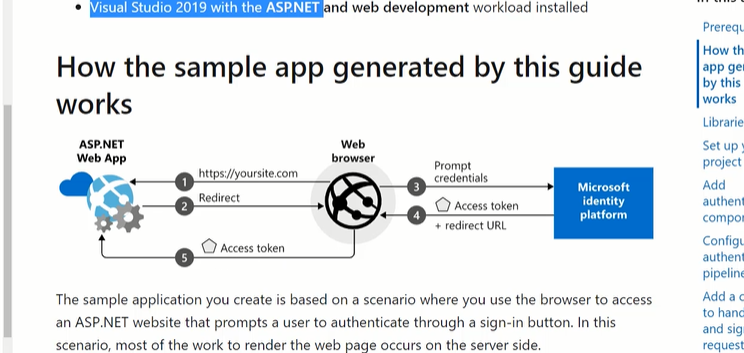 Visual Studio 2019 with the ASP.NET and web development workload installed
How the sample app generated by this guide
works
ASP.NET
Web App
Web
browser
1
https://yoursite.com
2
Redirect
3
Prompt
credentials
4
Access token
+ redirect URL
5
Access token
Microsoft
identity
platform
The sample application you create is based on a scenario where you use the browser to access
an ASP.NET website that prompts a user to authenticate through a sign-in button. In this
scenario, most of the work to render the web page occurs on the server side.
Prerequ
How th
app ge
by this
works
Librarie
Set up y
project
Add
authent
compo
Configu
authent
pipeline
Add a c
to hand
and sig
request